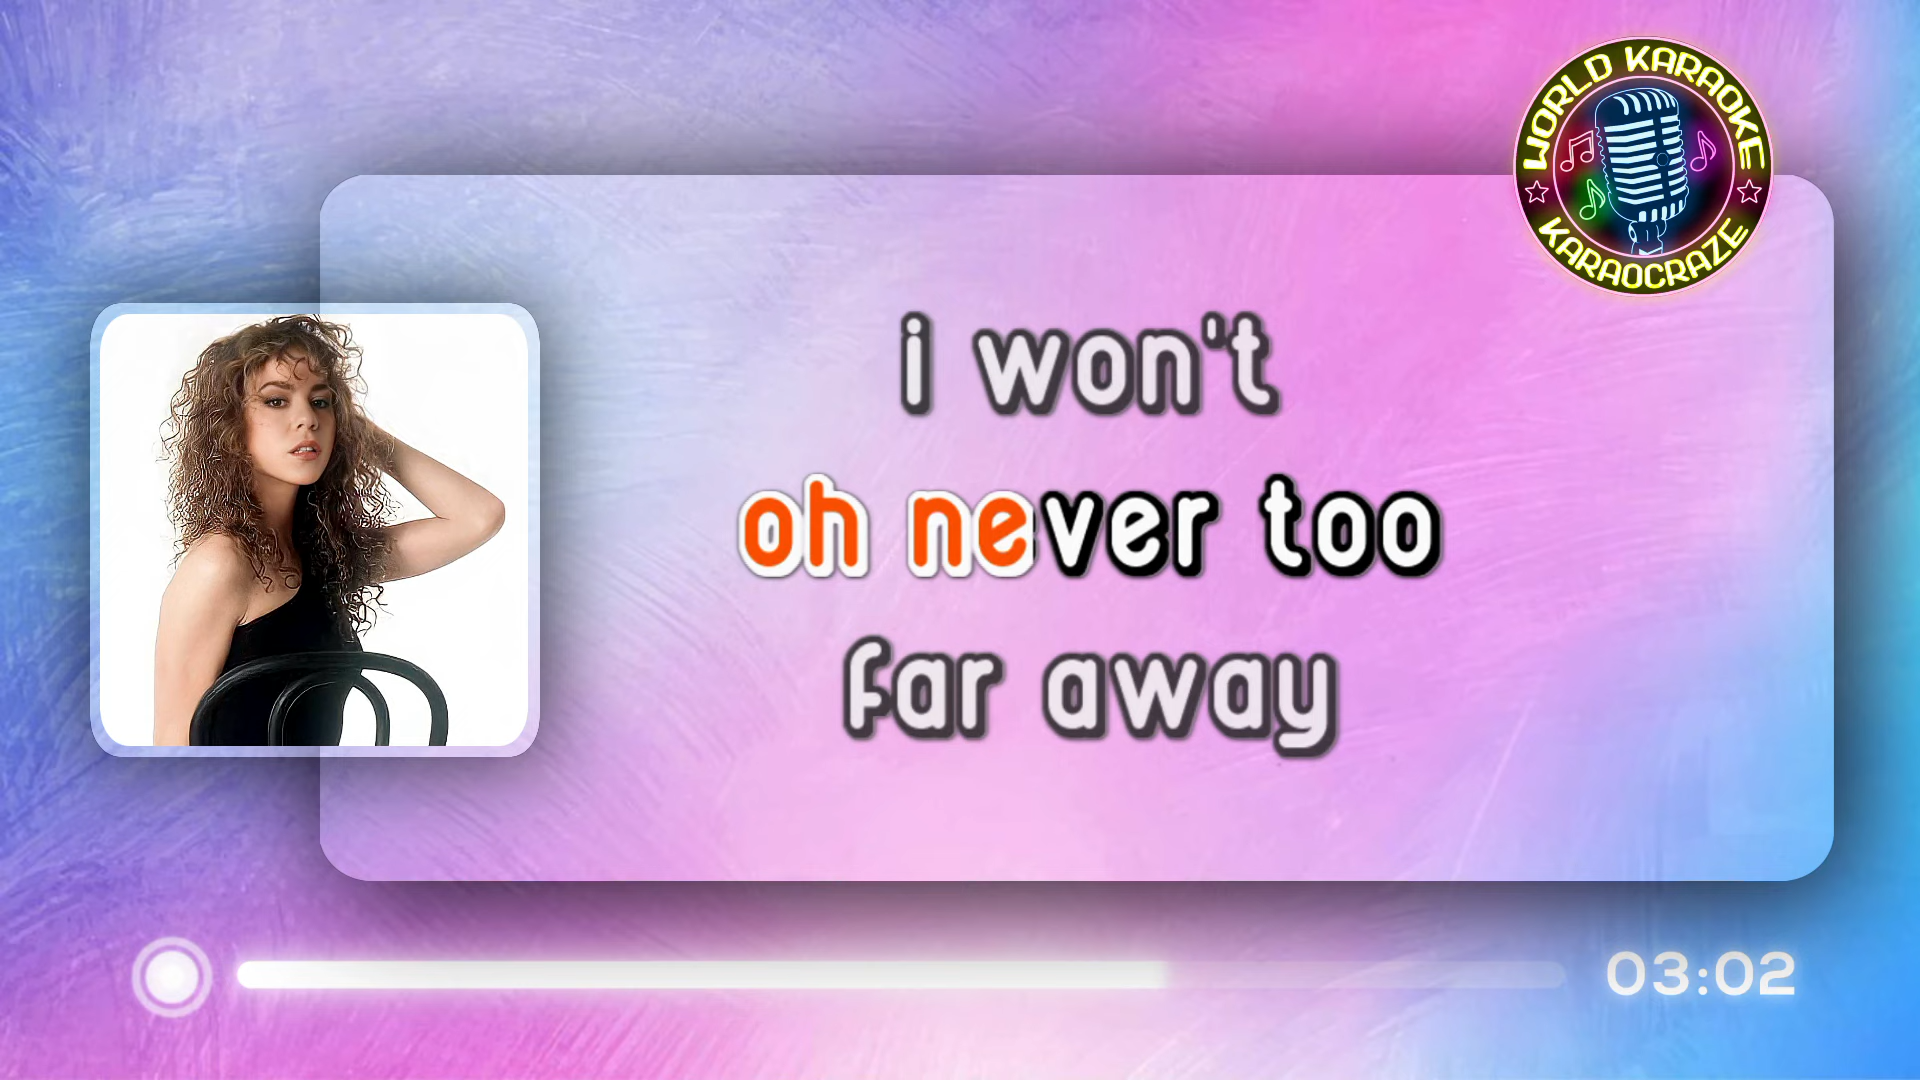 WORLD KARAOKE
KARAOCRAZE
i won't
oh never too
far away
03:02